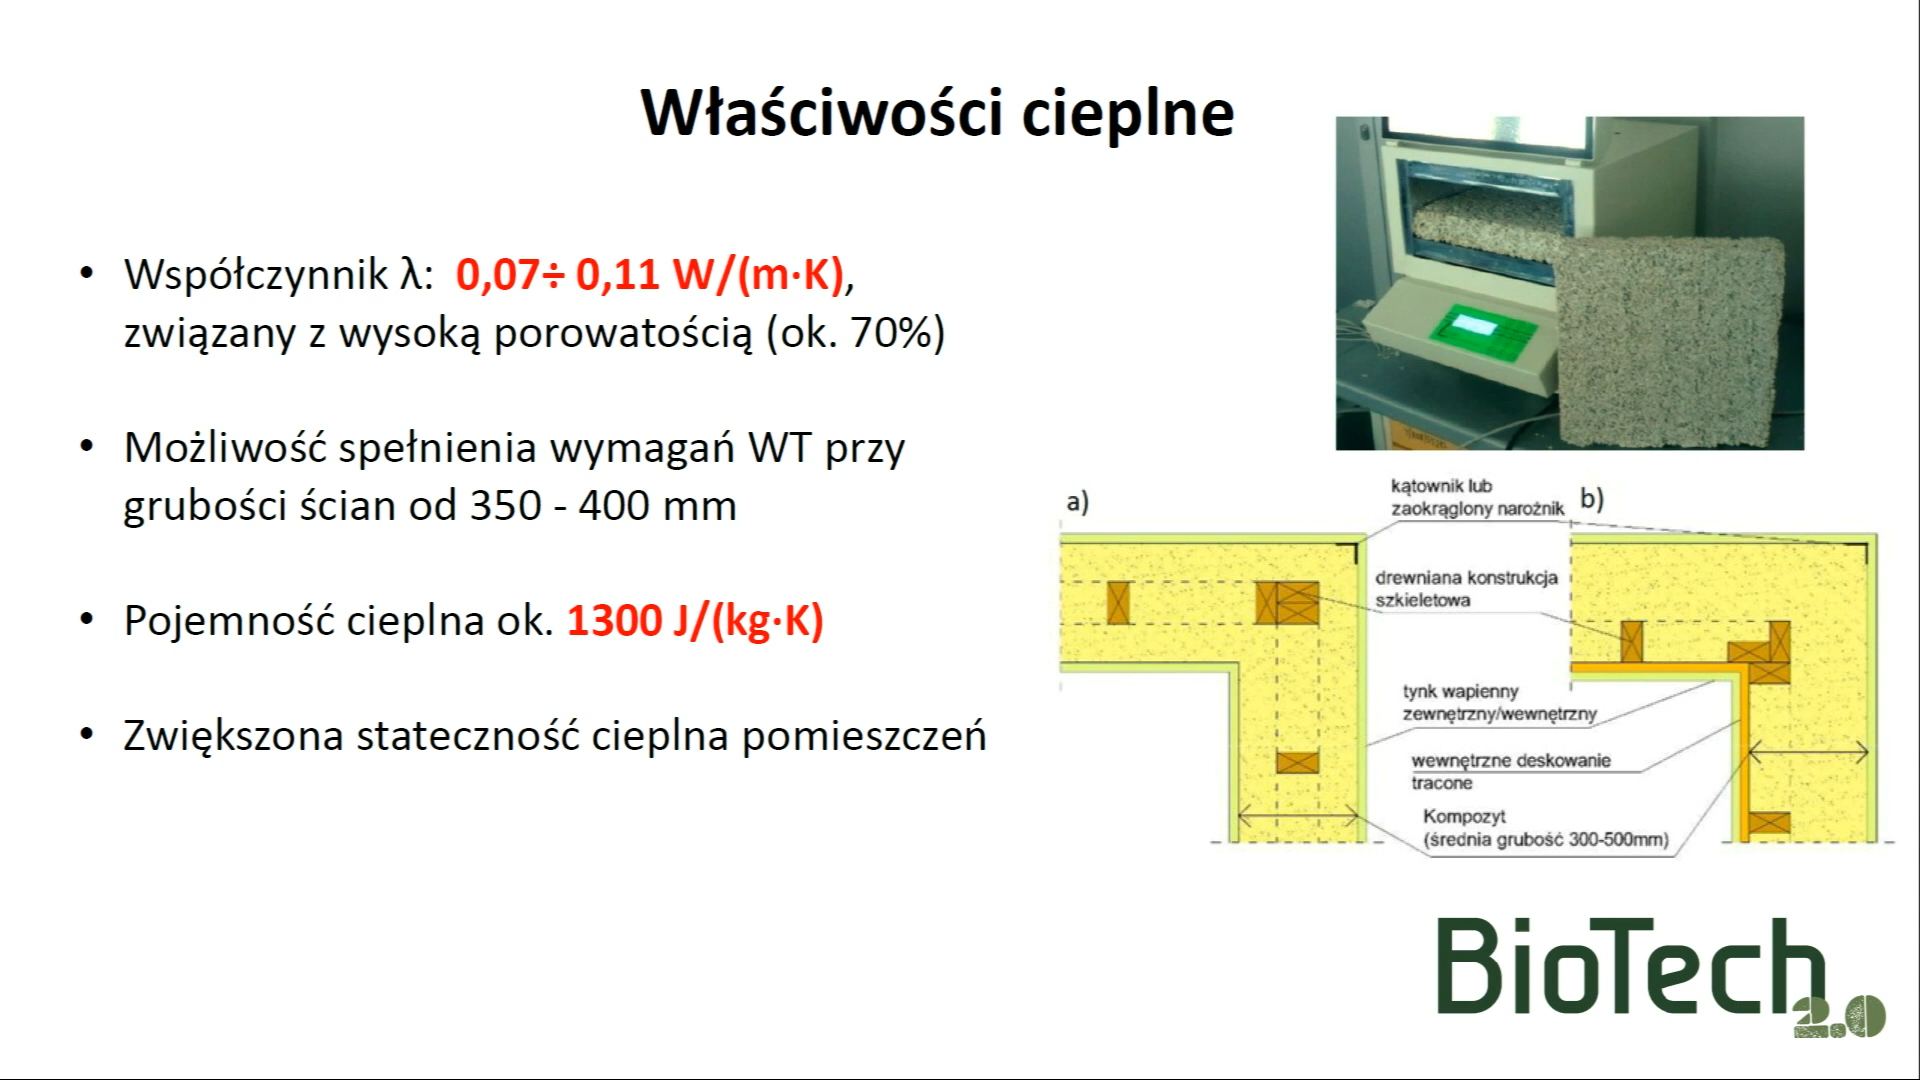 Właściwości cieplne
• Współczynnik λ: 0,07÷ 0,11 W/(m·K),
związany z wysoką porowatością (ok. 70%)
• Możliwość spełnienia wymagań WT przy
grubości ścian od 350 - 400 mm
• Pojemność cieplna ok. 1300 J/(kg·K)
• Zwiększona stateczność cieplna pomieszczeń
a)
kątownik lub
zaokrąglony narożnik
b)
drewniana konstrukcja
szkieletowa
tynk wapienny
zewnętrzny/wewnętrzny
wewnętrzne deskowanie
tracone
Kompozyt
(średnia grubość 300-500mm)
BioTech
2.0